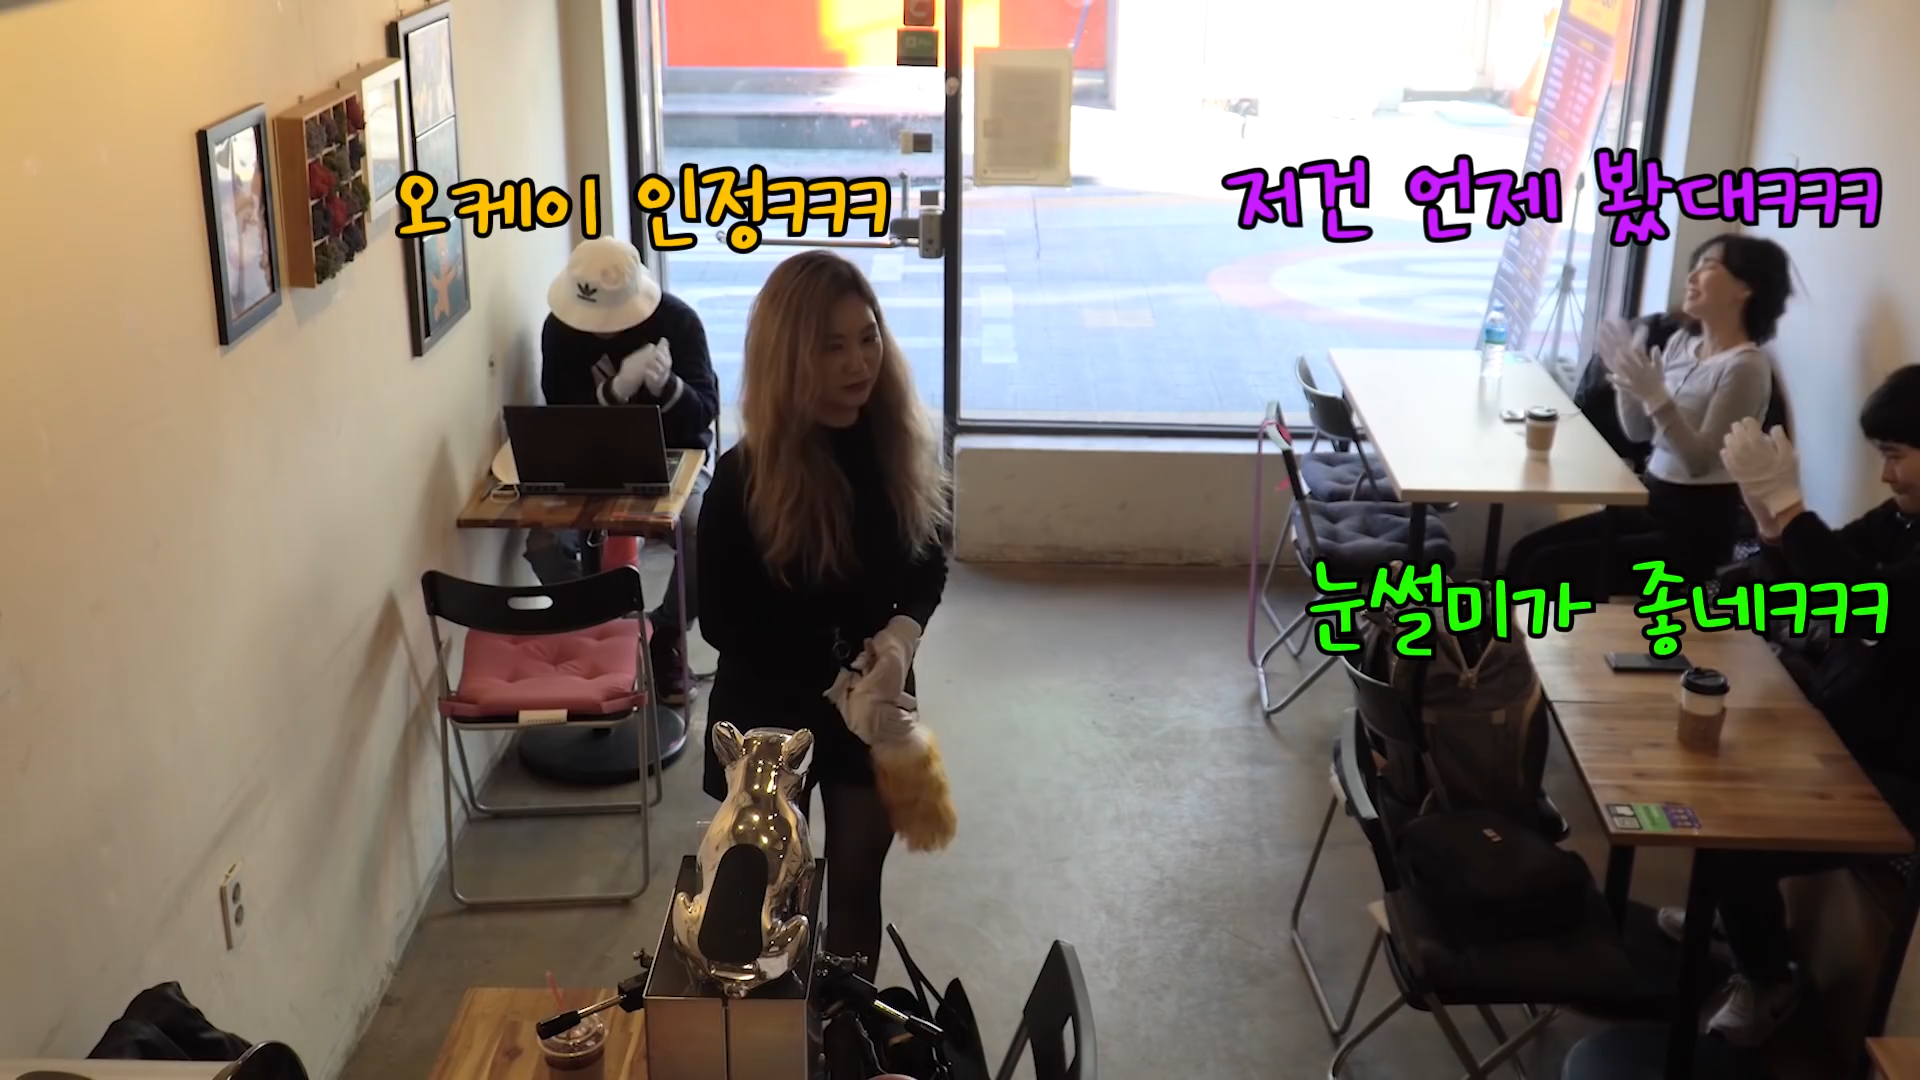 오케이 인정ㅋㅋㅋ
저건 언제 봤대ㅋㅋㅋ
눈썰미가 좋네ㅋㅋㅋ